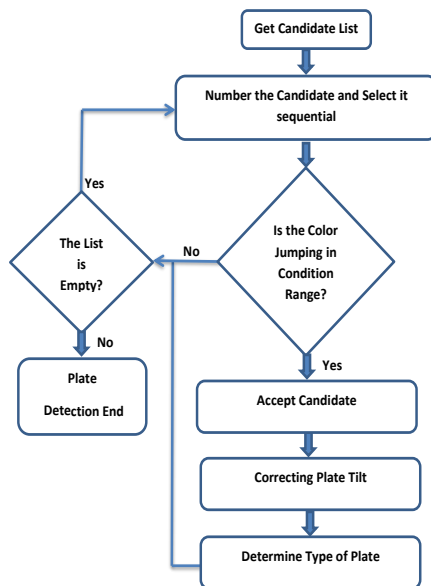 Get Candidate List
Number the Candidate and Select it
sequential
Yes
No
The List
is
Empty?
Is the Color
Jumping in
Condition
Range?
No
Yes
Plate
Detection End
Accept Candidate
Correcting Plate Tilt
Determine Type of Plate